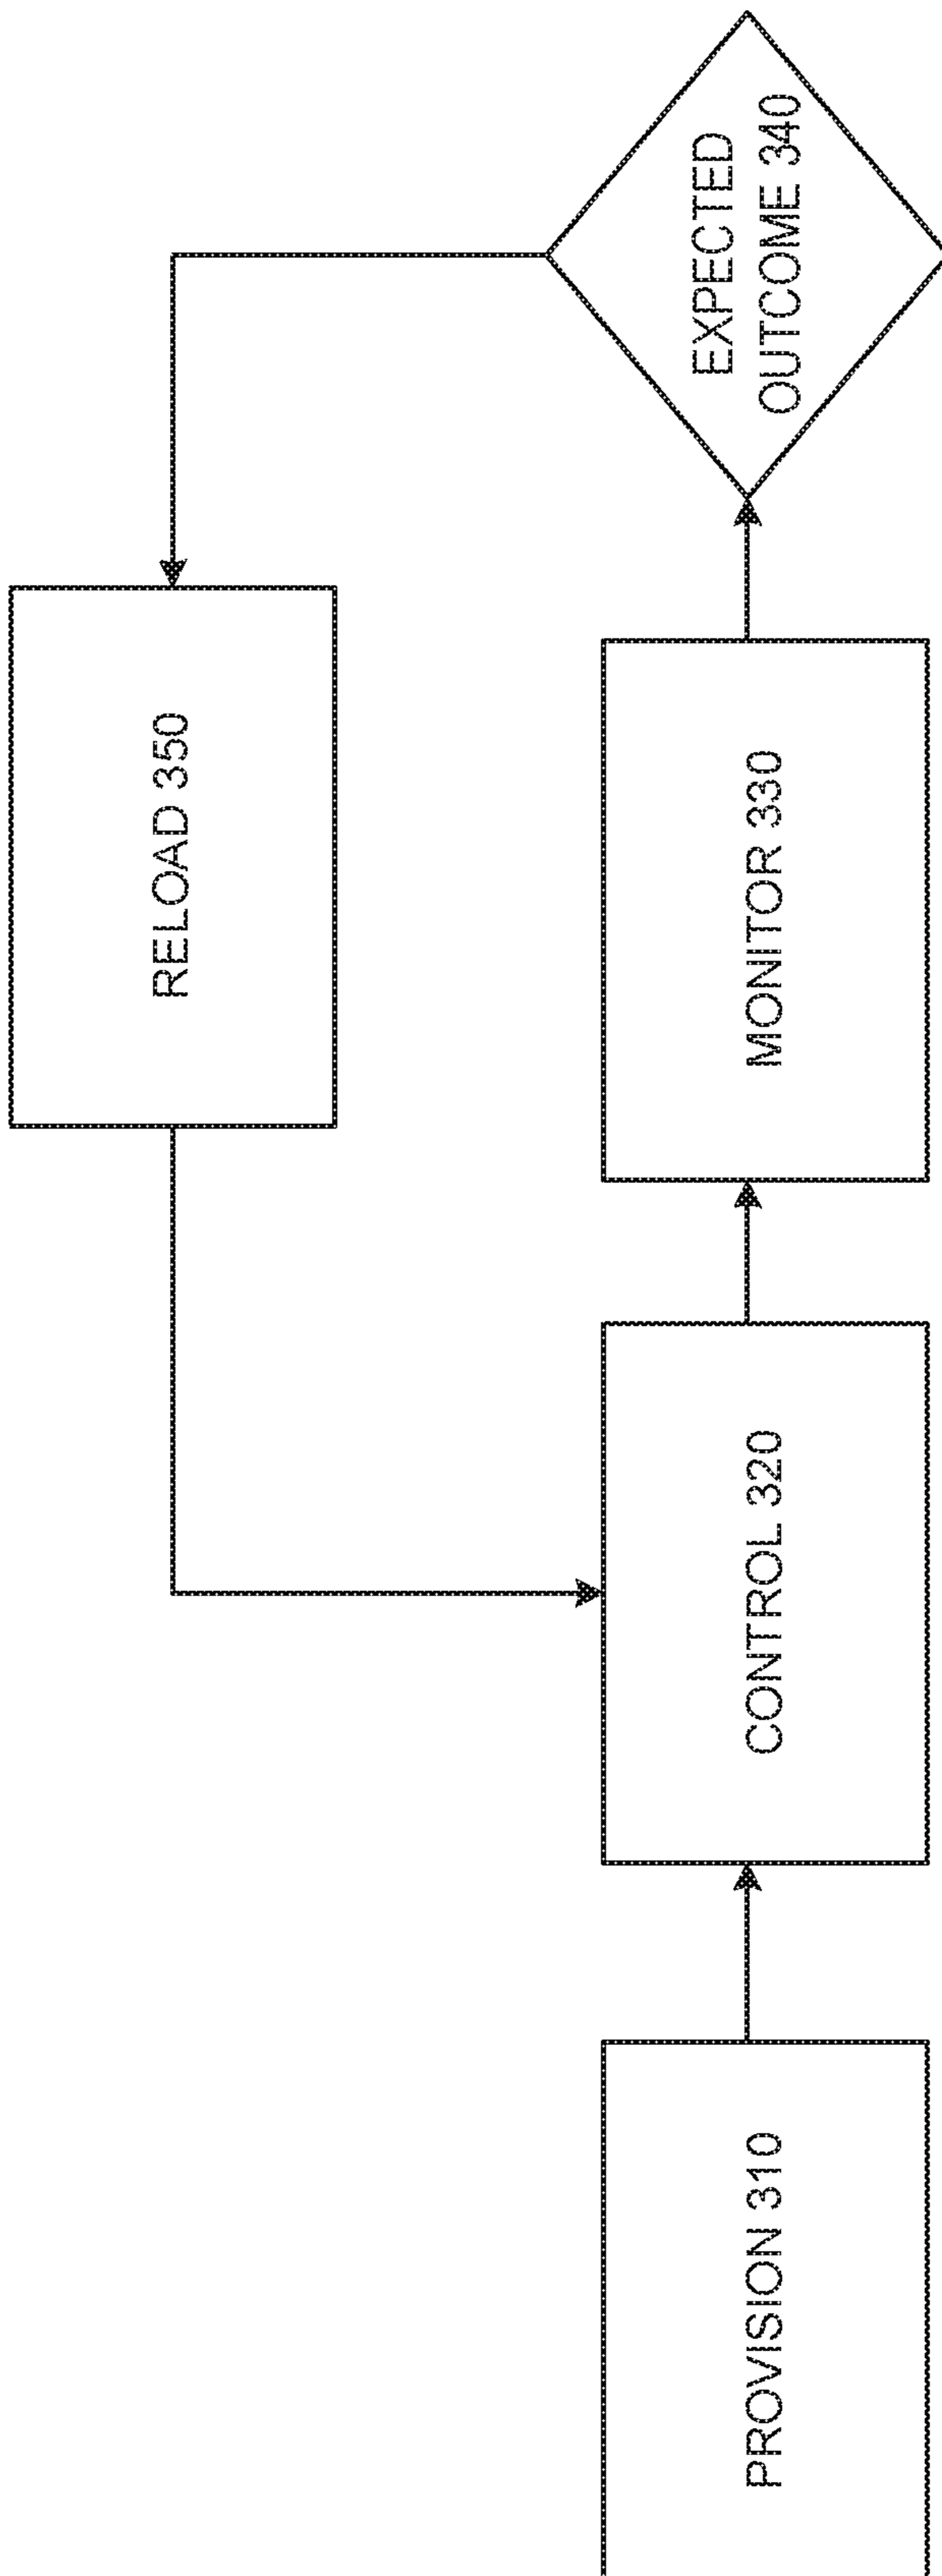 RELOAD 350
PROVISION 310
CONTROL 320
MONITOR 330
EXPECTED
OUTCOME 340